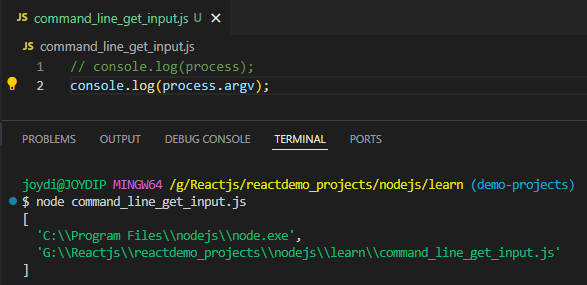 JS command_line_get_input.js U ×
JS command_line_get_input.js
1 // console.log(process);
2 console.log(process.argv);
PROBLEMS OUTPUT DEBUG CONSOLE TERMINAL PORTS
joydi@JOYDIP MINGW64 /g/Reactjs/reactdemo_projects/nodejs/learn (demo-projects)
$ node command_line_get_input.js
[
'C:\\Program Files\\nodejs\\node.exe',
'G:\\Reactjs\\reactdemo_projects\\nodejs\\learn\\command_line_get_input.js'
]